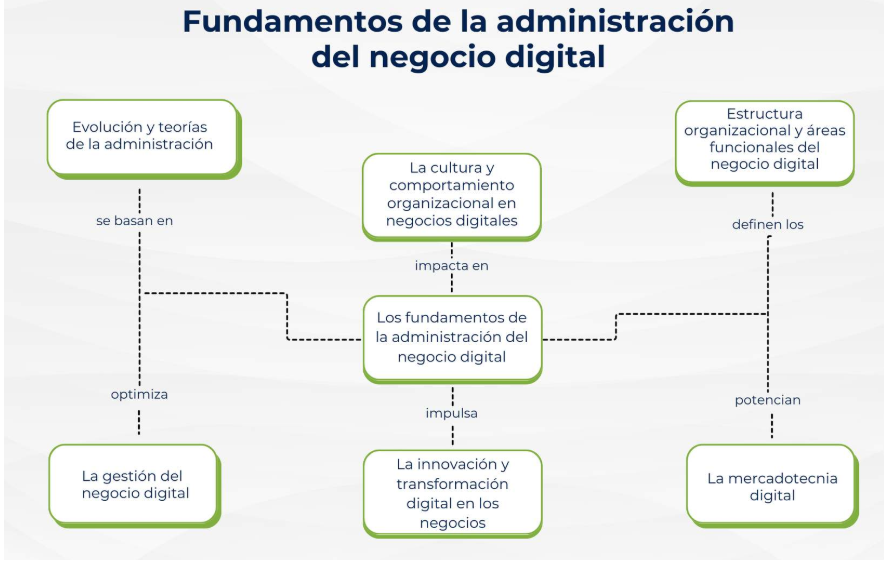 Fundamentos de la administración
del negocio digital
Evolución y teorías
de la administración
La cultura y
comportamiento
organizacional en
negocios digitales
Estructura
organizacional y áreas
funcionales del
negocio digital
se basan en
impacta en
definen los
Los fundamentos de
la administración del
negocio digital
optimiza
impulsa
potencian
La gestión del
negocio digital
La innovación y
transformación
digital en los
negocios
La mercadotecnia
digital